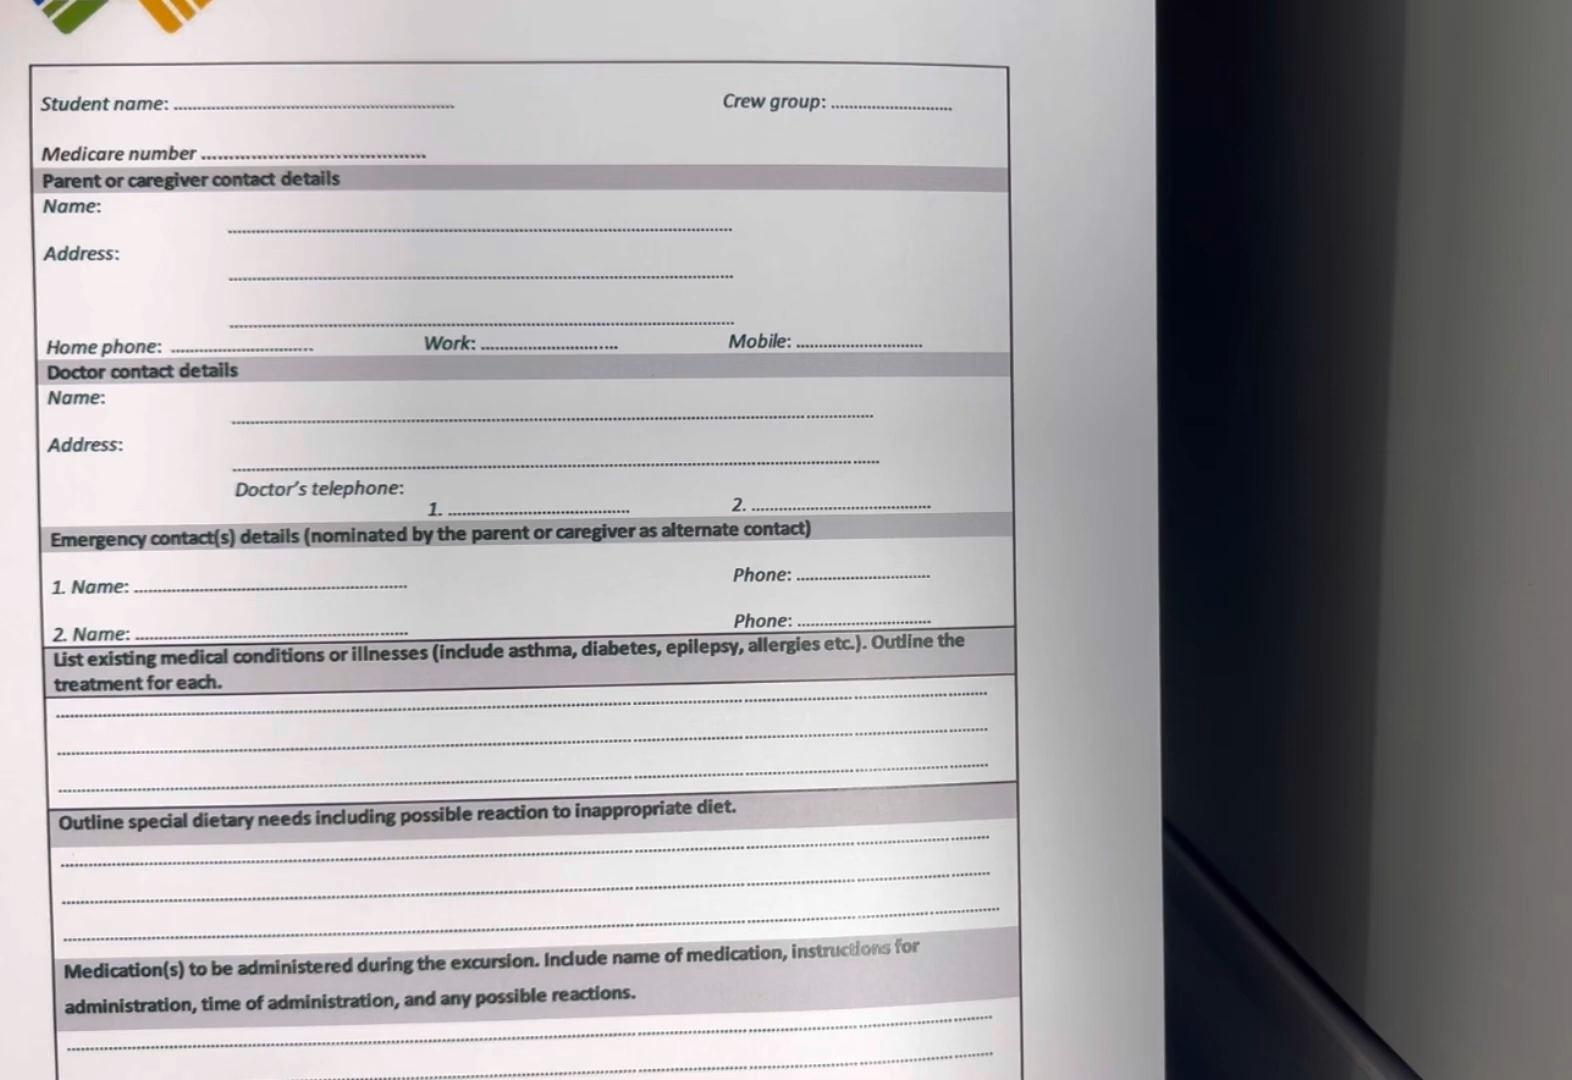 Student name: ........................................ Crew group: ........................
Medicare number ........................................
Parent or caregiver contact details
Name:
................................................................................
Address:
................................................................................
................................................................................
Home phone: ........................ Work: ........................ Mobile: ........................
Doctor contact details
Name:
................................................................................
Address:
................................................................................
Doctor's telephone:
1. ................................ 2. ................................
Emergency contact(s) details (nominated by the parent or caregiver as alternate contact)
1. Name: ........................................ Phone: ........................
2. Name: ........................................ Phone: ........................
List existing medical conditions or illnesses (include asthma, diabetes, epilepsy, allergies etc.). Outline the
treatment for each.
................................................................................
................................................................................
................................................................................
Outline special dietary needs including possible reaction to inappropriate diet.
................................................................................
................................................................................
................................................................................
Medication(s) to be administered during the excursion. Include name of medication, instructions for
administration, time of administration, and any possible reactions.
................................................................................
................................................................................